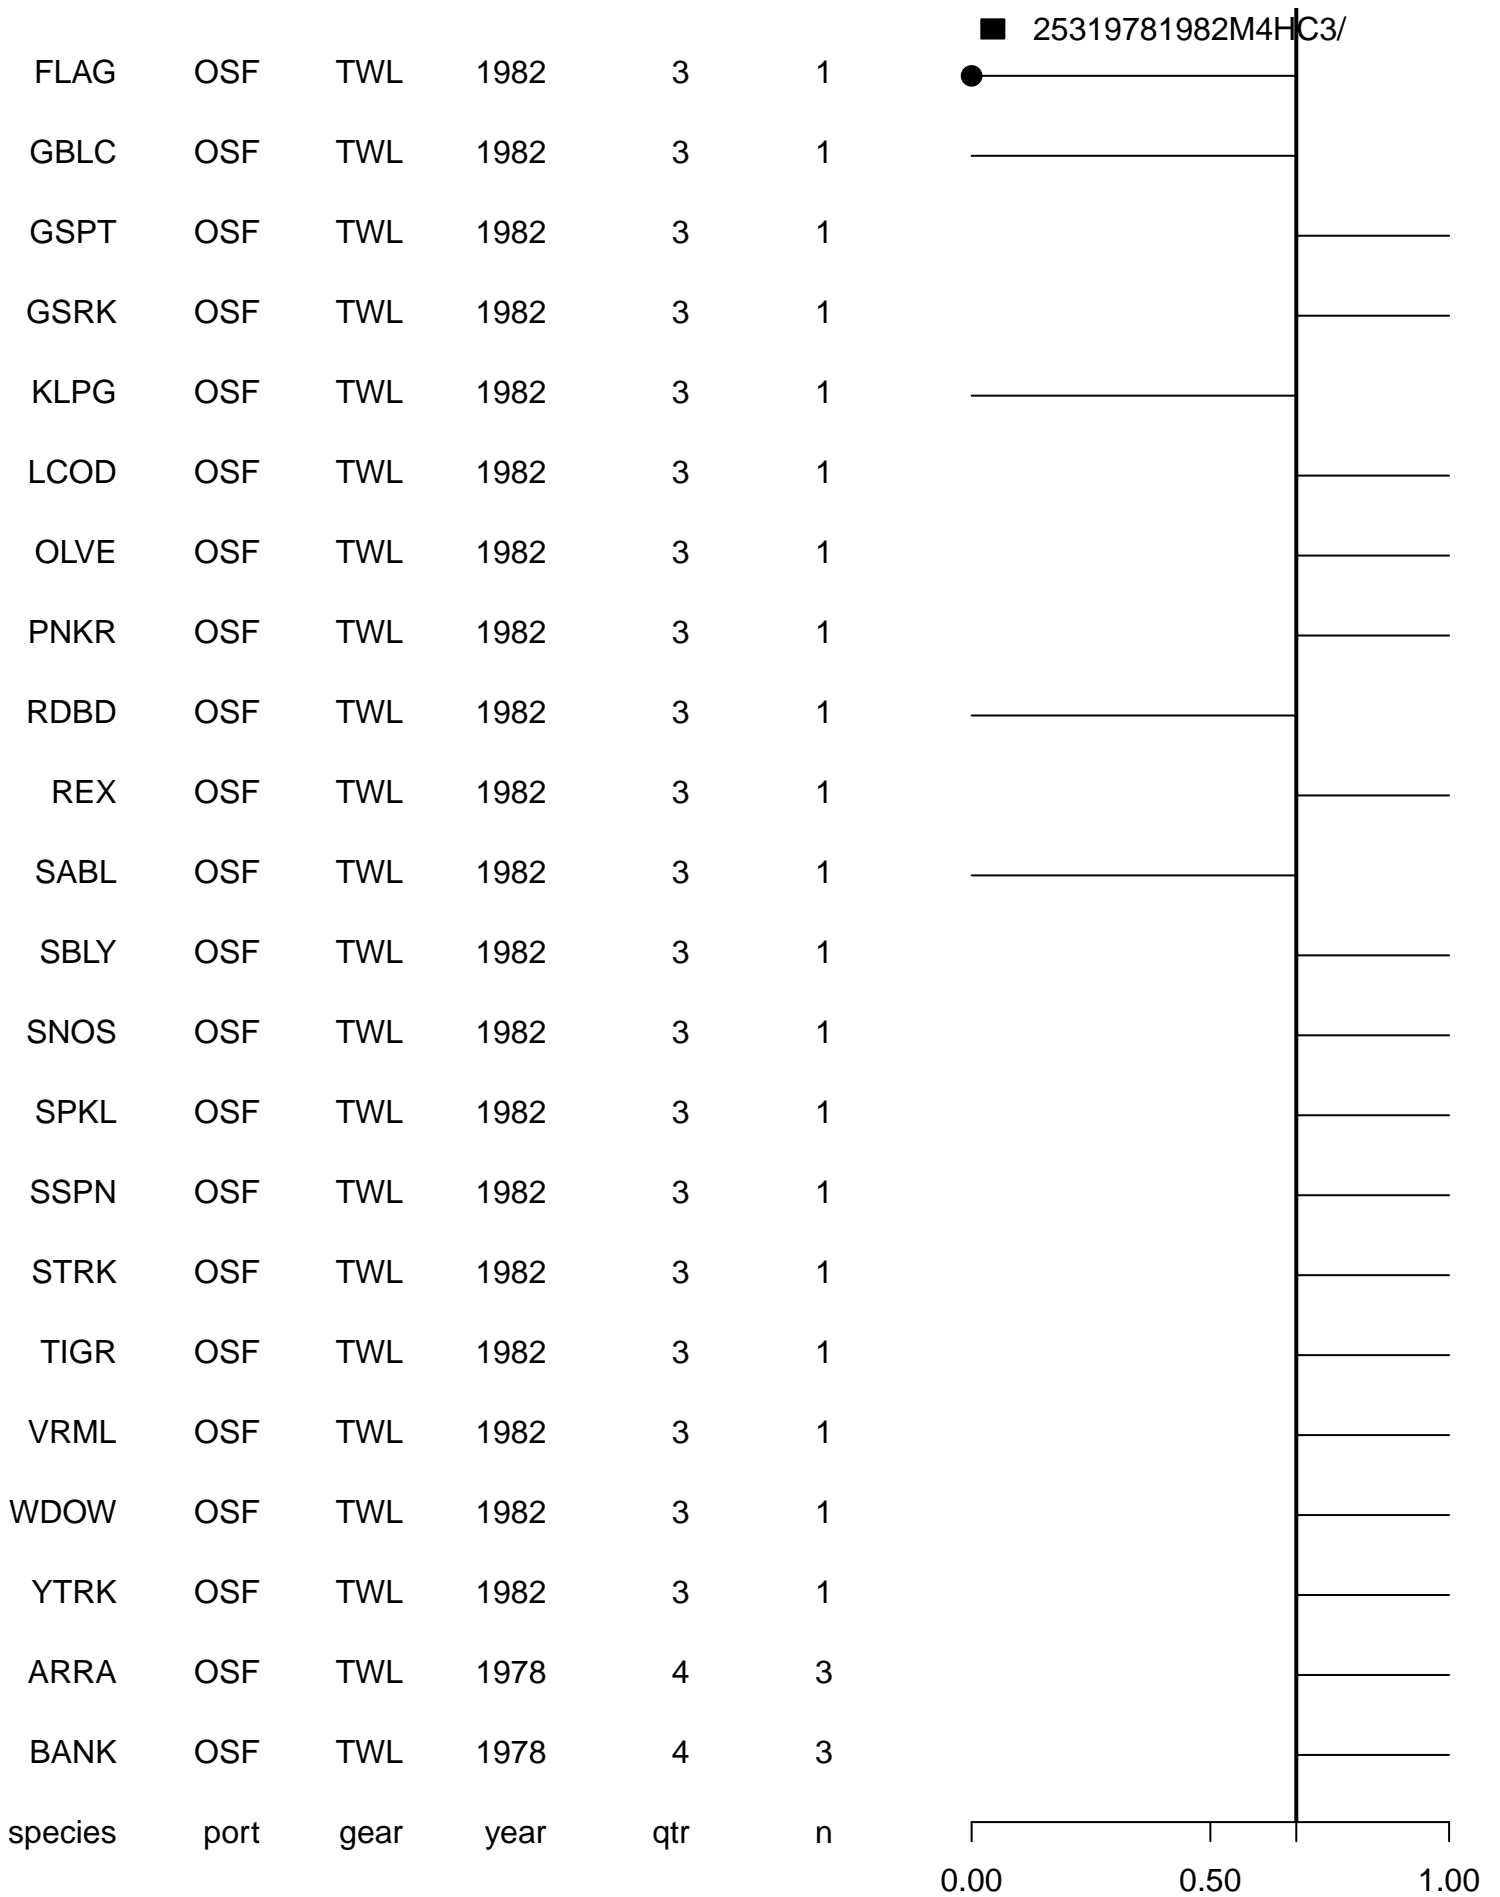 25319781982M4HC3/
FLAG OSF TWL 1982 3 1
GBLC OSF TWL 1982 3 1
GSPT OSF TWL 1982 3 1
GSRK OSF TWL 1982 3 1
KLPG OSF TWL 1982 3 1
LCOD OSF TWL 1982 3 1
OLVE OSF TWL 1982 3 1
PNKR OSF TWL 1982 3 1
RDBD OSF TWL 1982 3 1
REX OSF TWL 1982 3 1
SABL OSF TWL 1982 3 1
SBLY OSF TWL 1982 3 1
SNOS OSF TWL 1982 3 1
SPKL OSF TWL 1982 3 1
SSPN OSF TWL 1982 3 1
STRK OSF TWL 1982 3 1
TIGR OSF TWL 1982 3 1
VRML OSF TWL 1982 3 1
WDOW OSF TWL 1982 3 1
YTRK OSF TWL 1982 3 1
ARRA OSF TWL 1978 4 3
BANK OSF TWL 1978 4 3
species port gear year qtr n
0.00 0.50 1.00